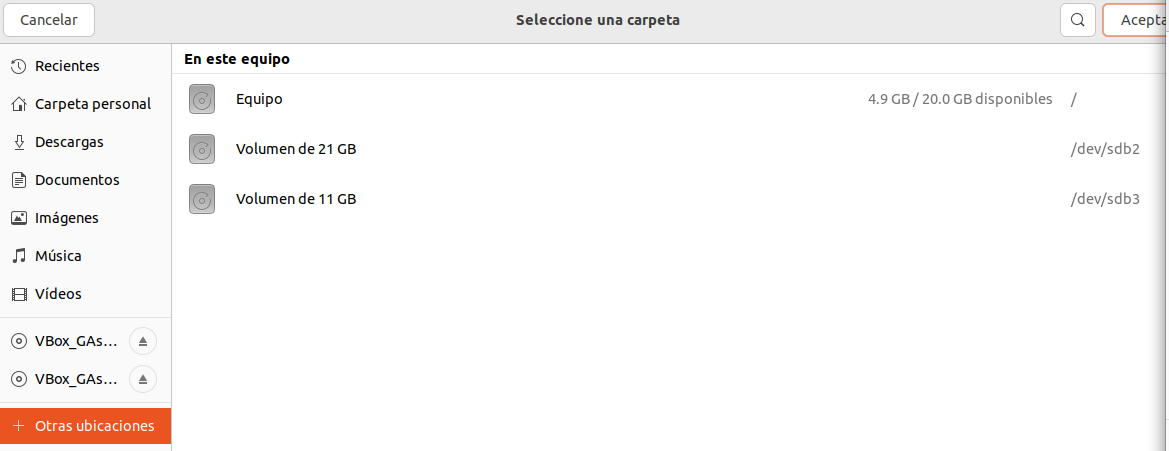 Cancelar Seleccione una carpeta Acepta
Recientes
Carpeta personal
Descargas
Documentos
Imágenes
Música
Vídeos
VBox_GAs...
VBox_GAs...
+ Otras ubicaciones
En este equipo
Equipo 4.9 GB / 20.0 GB disponibles /
Volumen de 21 GB /dev/sdb2
Volumen de 11 GB /dev/sdb3